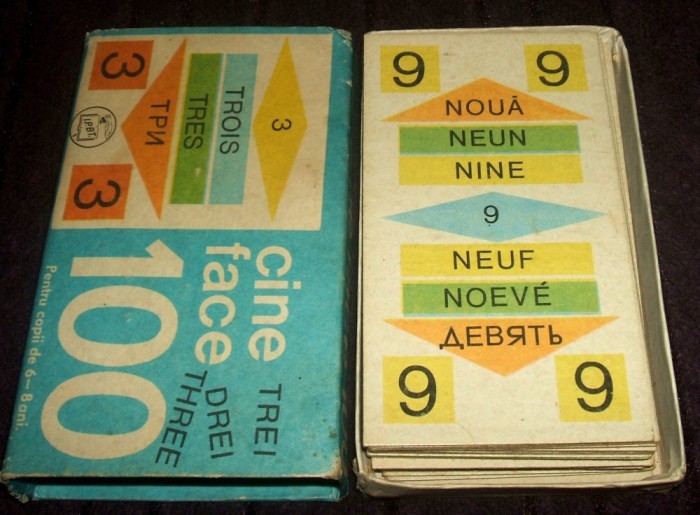 3
TROIS
TRES
ТРИ
3
3
IPBT
cine
face
100
TREI
DREI
THREE
Pentru copii de 6-8 ani.
9 9
NOUĂ
NEUN
NINE
9
NEUF
NOEVÉ
ДЕВЯТЬ
9 9